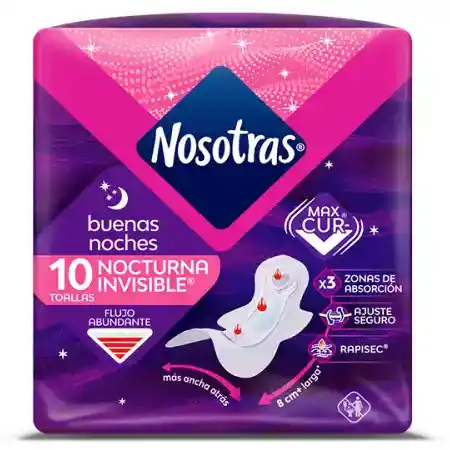 Nosotras®
buenas
noches
10 NOCTURNA
INVISIBLE®
TOALLAS
FLUJO
ABUNDANTE
MAX
CUR-V®
x3 ZONAS DE
ABSORCIÓN
AJUSTE
SEGURO
RAPISEC®
más ancha atrás
8 cm+ larga*